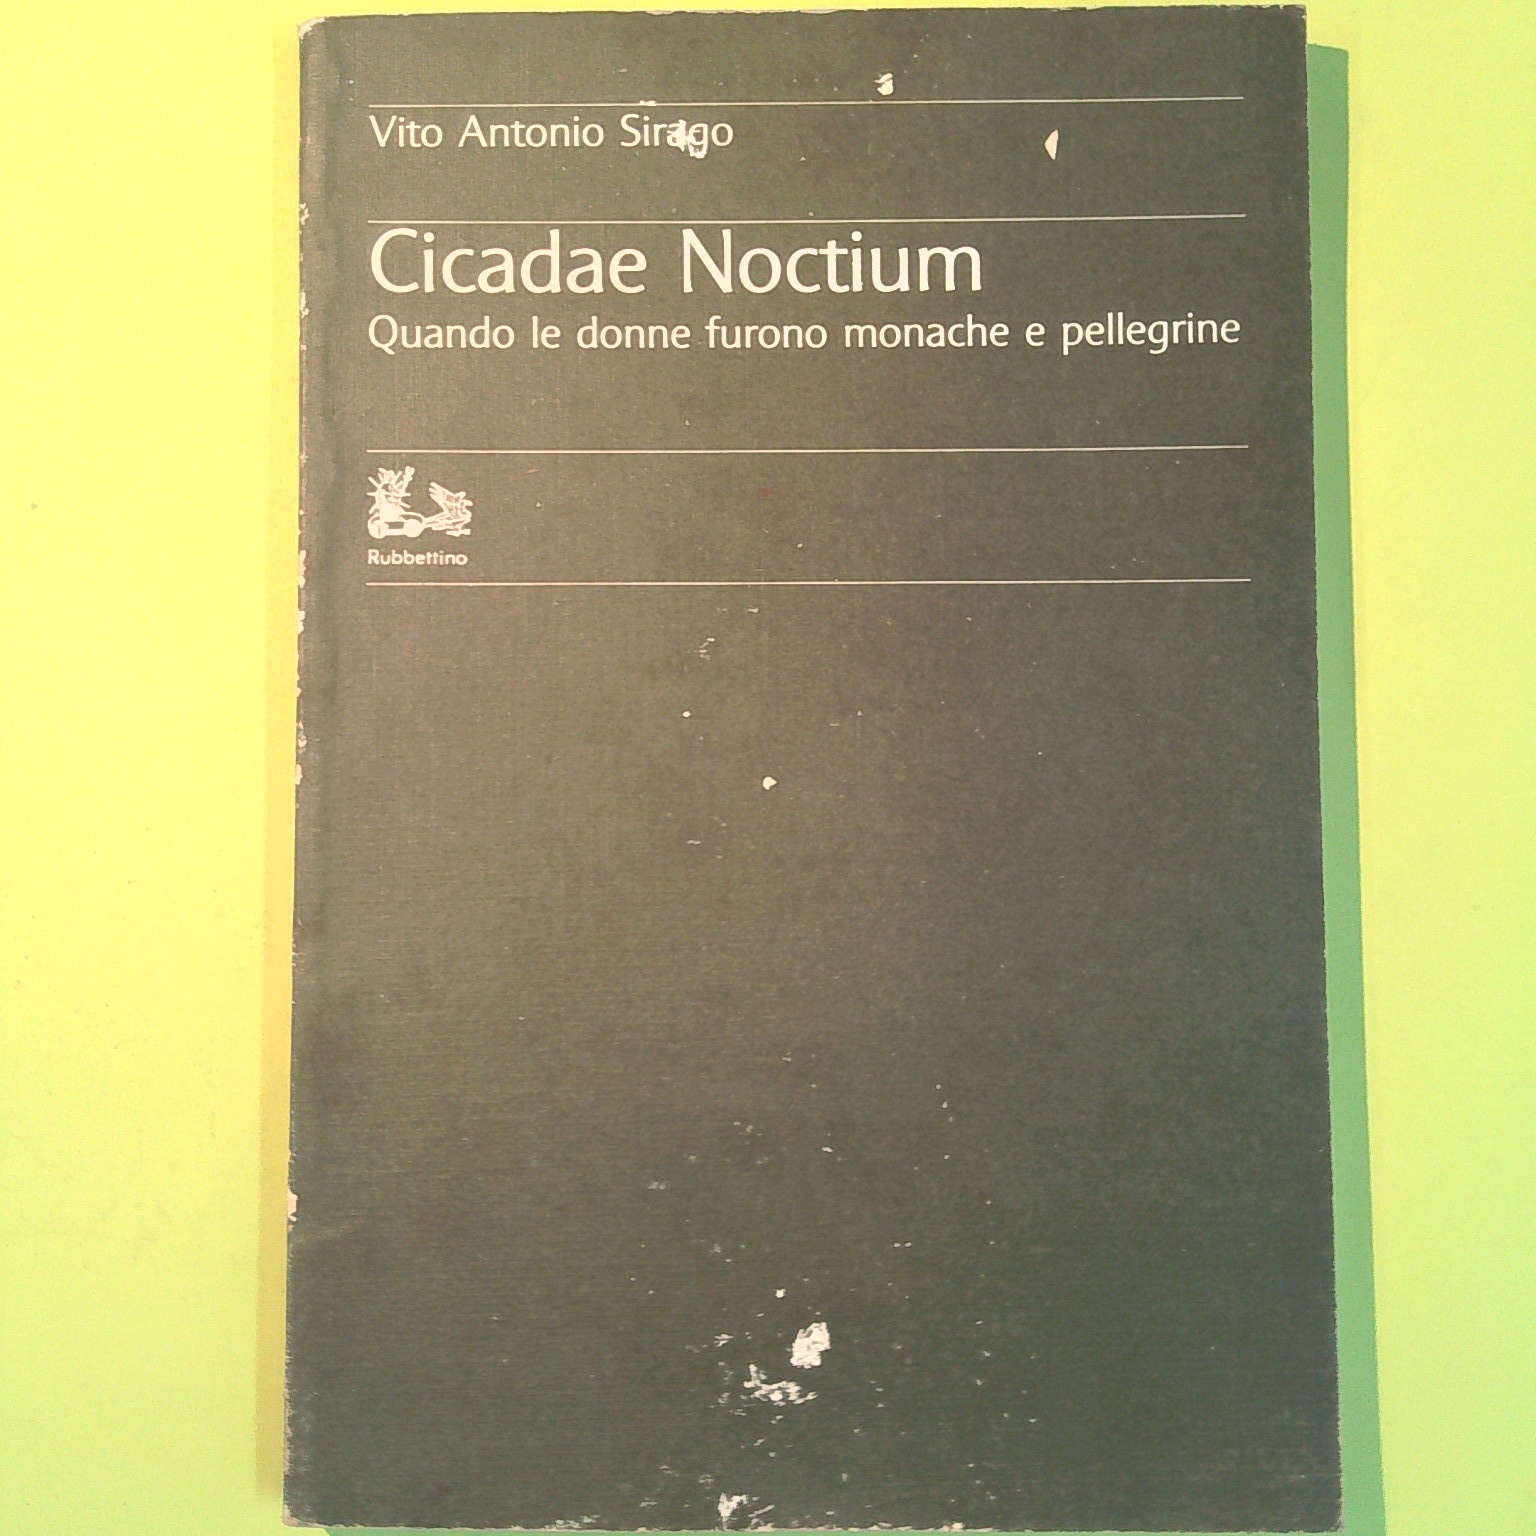 Vito Antonio Sirago
Cicadae Noctium
Quando le donne furono monache e pellegrine
Rubbettino